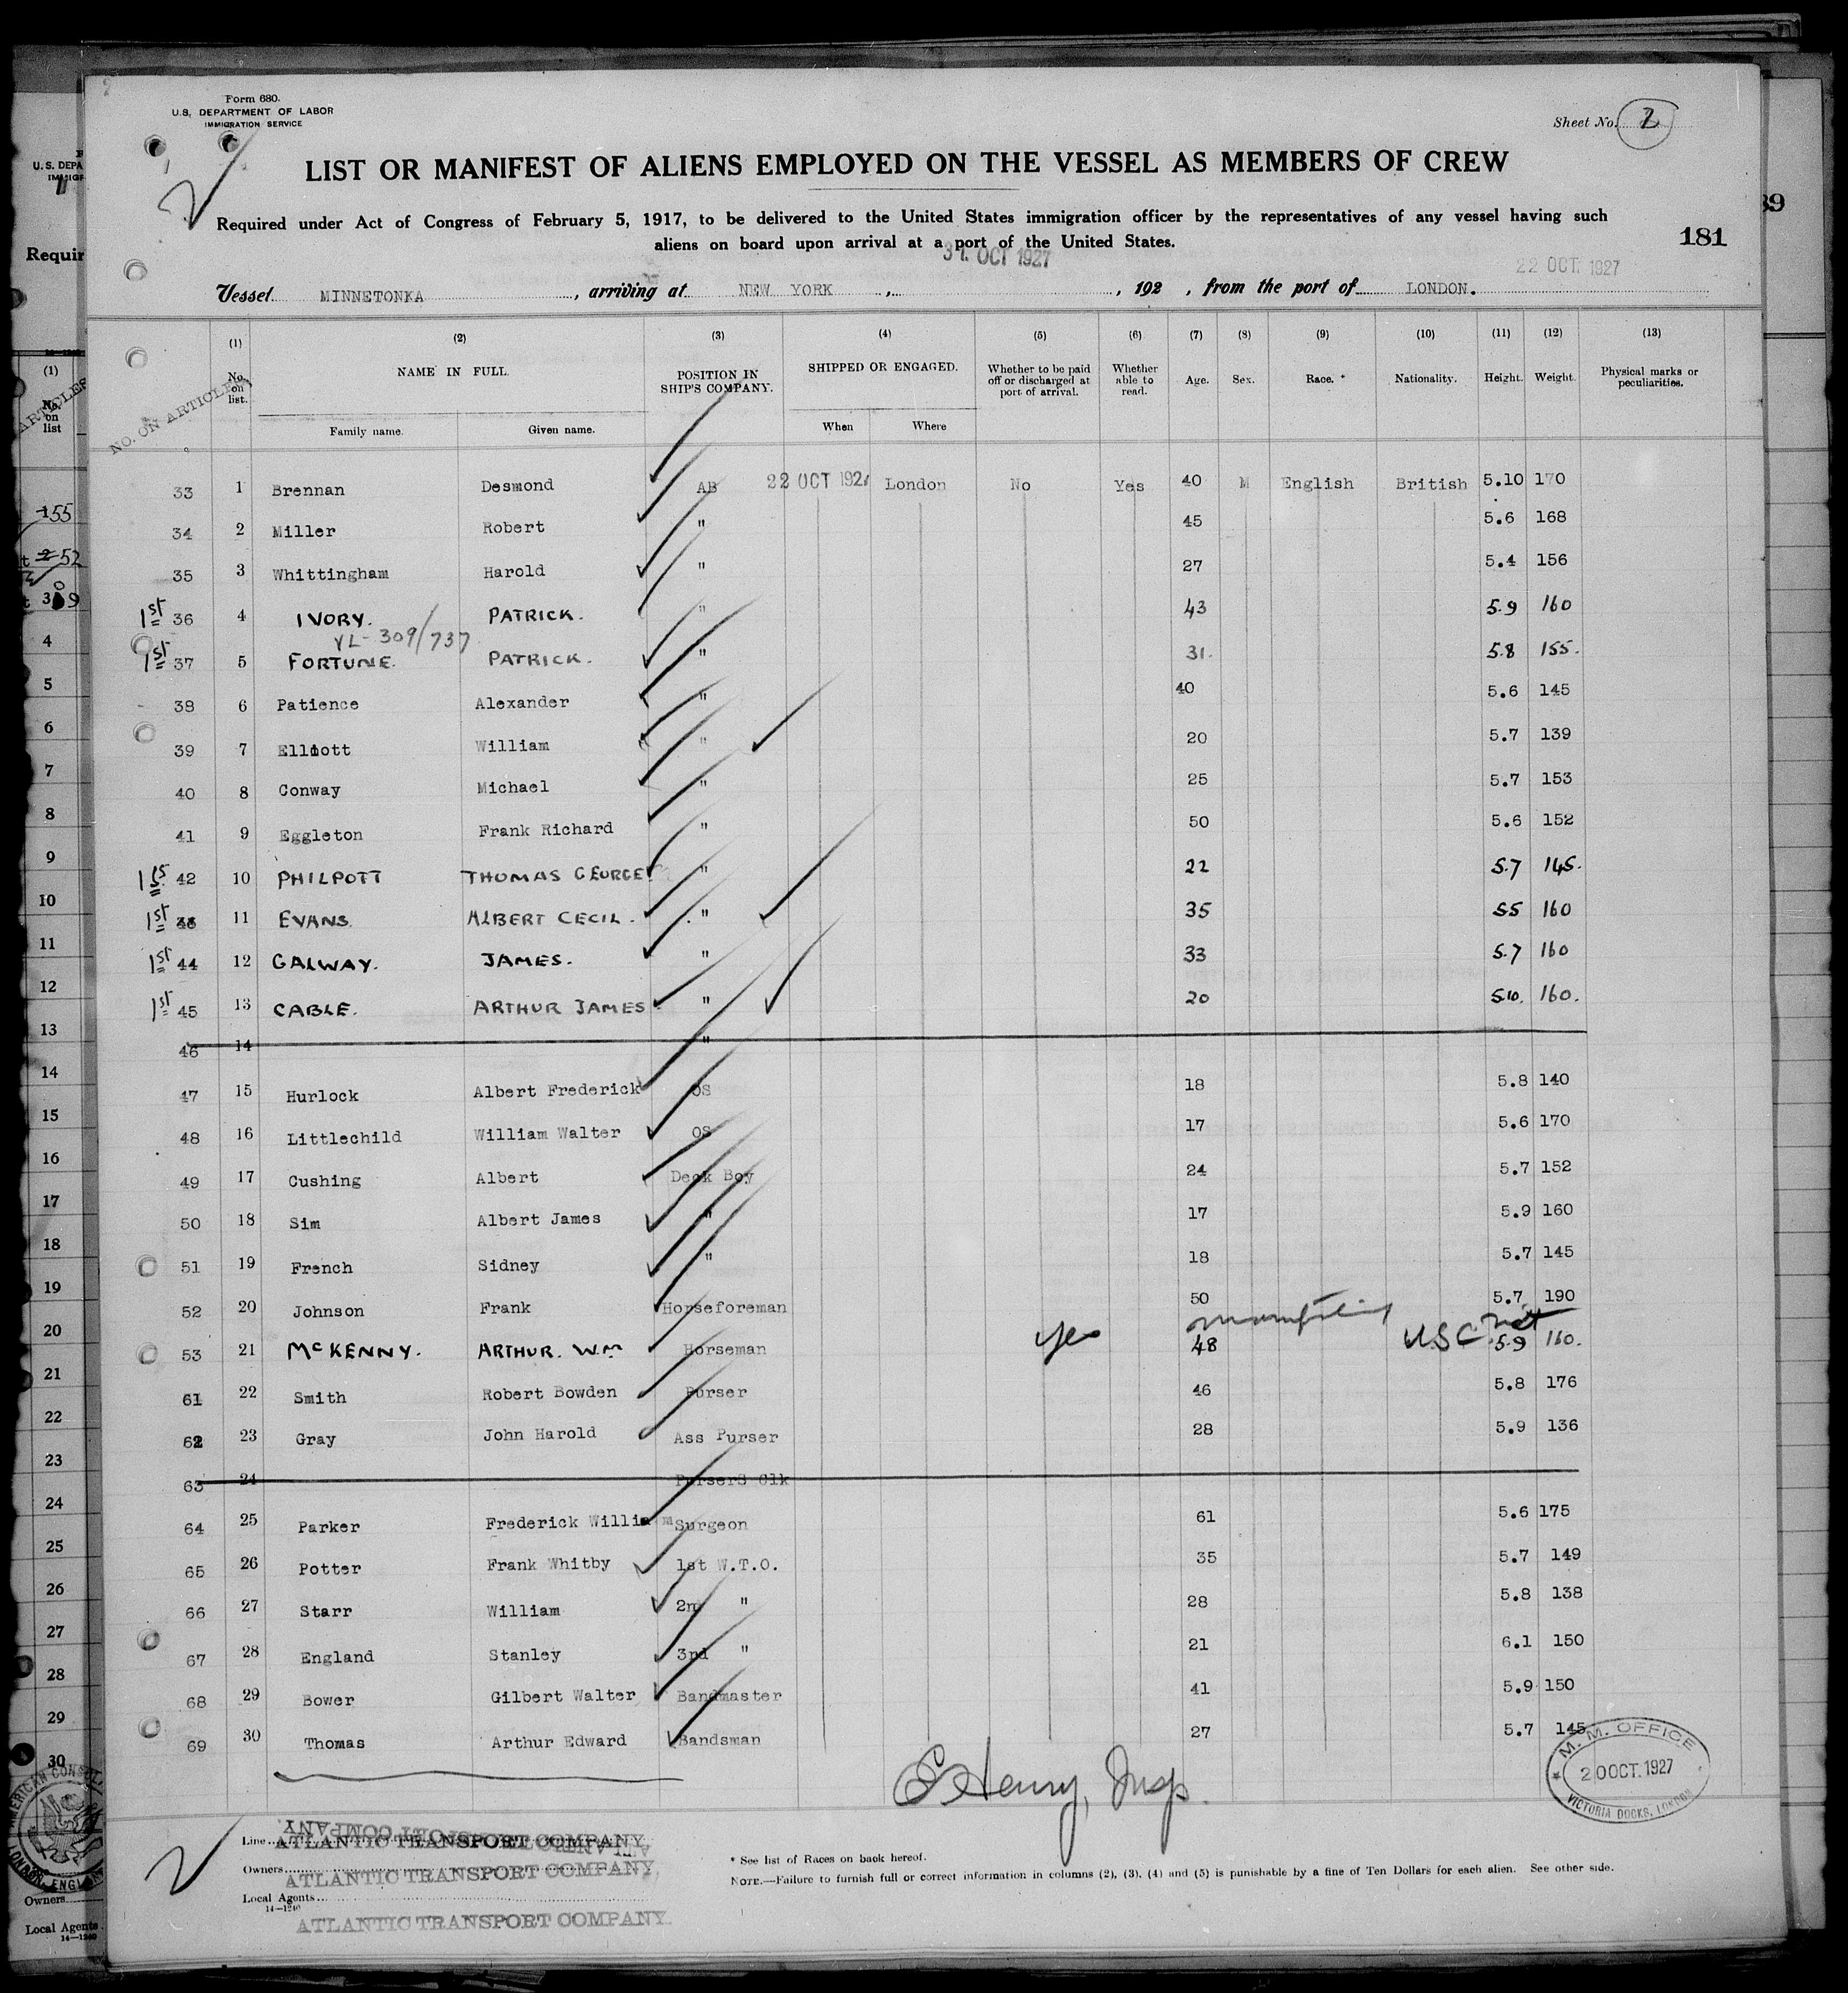 Form 680.
U.S. DEPARTMENT OF LABOR
IMMIGRATION SERVICE
Sheet No. 2
LIST OR MANIFEST OF ALIENS EMPLOYED ON THE VESSEL AS MEMBERS OF CREW
Required under Act of Congress of February 5, 1917, to be delivered to the United States immigration officer by the representatives of any vessel having such
aliens on board upon arrival at a port of the United States.
181
31. OCT 1927
22 OCT. 1927
Vessel MINNETONKA, arriving at NEW YORK, 192 , from the port of LONDON.
NO. ON ARTICLES
(1) (2) (3) (4) (5) (6) (7) (8) (9) (10) (11) (12) (13)
No. on list. NAME IN FULL. POSITION IN SHIP'S COMPANY. SHIPPED OR ENGAGED. Whether to be paid off or discharged at port of arrival. Whether able to read. Age. Sex. Race.* Nationality. Height. Weight. Physical marks or peculiarities.
Family name. Given name. When Where
33 1 Brennan Desmond AB 22 OCT 192 London No Yes 40 M English British 5.10 170
34 2 Miller Robert " 45 5.6 168
35 3 Whittingham Harold " 27 5.4 156
1st 36 4 IVORY. PATRICK. " 43 5.9 160
VL- 309/737
1st 37 5 FORTUNE. PATRICK. " 31. 5.8 155.
38 6 Patience Alexander " 40 5.6 145
39 7 Elliott William " 20 5.7 139
40 8 Conway Michael " 25 5.7 153
41 9 Eggleton Frank Richard " 50 5.6 152
1st 42 10 PHILPOTT THOMAS GEORGE " 22 5.7 145.
1st 43 11 EVANS. ALBERT CECIL. " 35 55 160
1st 44 12 GALWAY. JAMES. " 33 5.7 160
1st 45 13 CABLE. ARTHUR JAMES " 20 5.10. 160.
46 14 "
47 15 Hurlock Albert Frederick OS 18 5.8 140
48 16 Littlechild William Walter OS 17 5.6 170
49 17 Cushing Albert Deck Boy 24 5.7 152
50 18 Sim Albert James " 17 5.9 160
51 19 French Sidney " 18 5.7 145
52 20 Johnson Frank Horseforeman 50 5.7 190
53 21 McKENNY. ARTHUR. Wm Horseman yes 48 U.S.C. 5.9 160.
61 22 Smith Robert Bowden Purser 46 5.8 176
62 23 Gray John Harold Ass Purser 28 5.9 136
63 24 PurserS Clk
64 25 Parker Frederick William Surgeon 61 5.6 175
65 26 Potter Frank Whitby 1st W.T.O. 35 5.7 149
66 27 Starr William 2nd " 28 5.8 138
67 28 England Stanley 3rd " 21 6.1 150
68 29 Bower Gilbert Walter Bandmaster 41 5.9 150
69 30 Thomas Arthur Edward Bandsman 27 5.7 145
E Henry, Insp.
M. M. OFFICE
20 OCT. 1927
VICTORIA DOCKS, LONDON
Line ATLANTIC TRANSPORT COMPANY.
Owners ATLANTIC TRANSPORT COMPANY.
Local Agents
14—1240
ATLANTIC TRANSPORT COMPANY.
* See list of Races on back hereof.
NOTE.—Failure to furnish full or correct information in columns (2), (3), (4) and (5) is punishable by a fine of Ten Dollars for each alien. See other side.